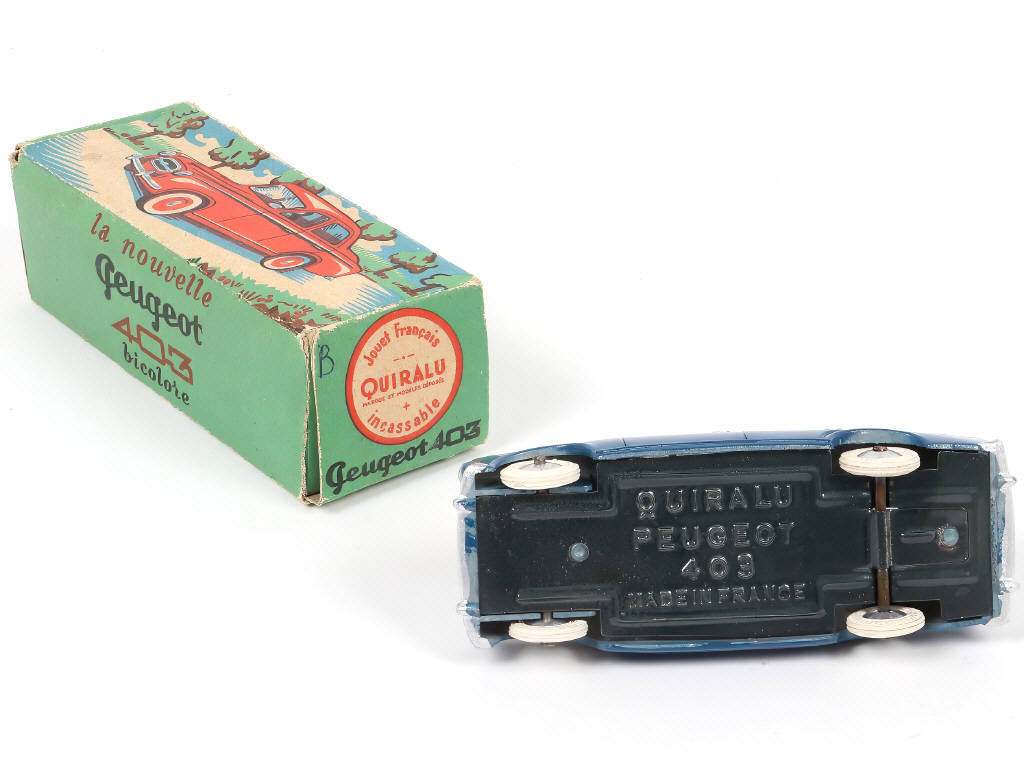 la nouvelle
Peugeot
403
bicolore
B
Jouet Français
QUIRALU
MARQUE ET MODÈLES DÉPOSÉS
+
incassable
Peugeot 403
QUIRALU
PEUGEOT
403
MADE IN FRANCE